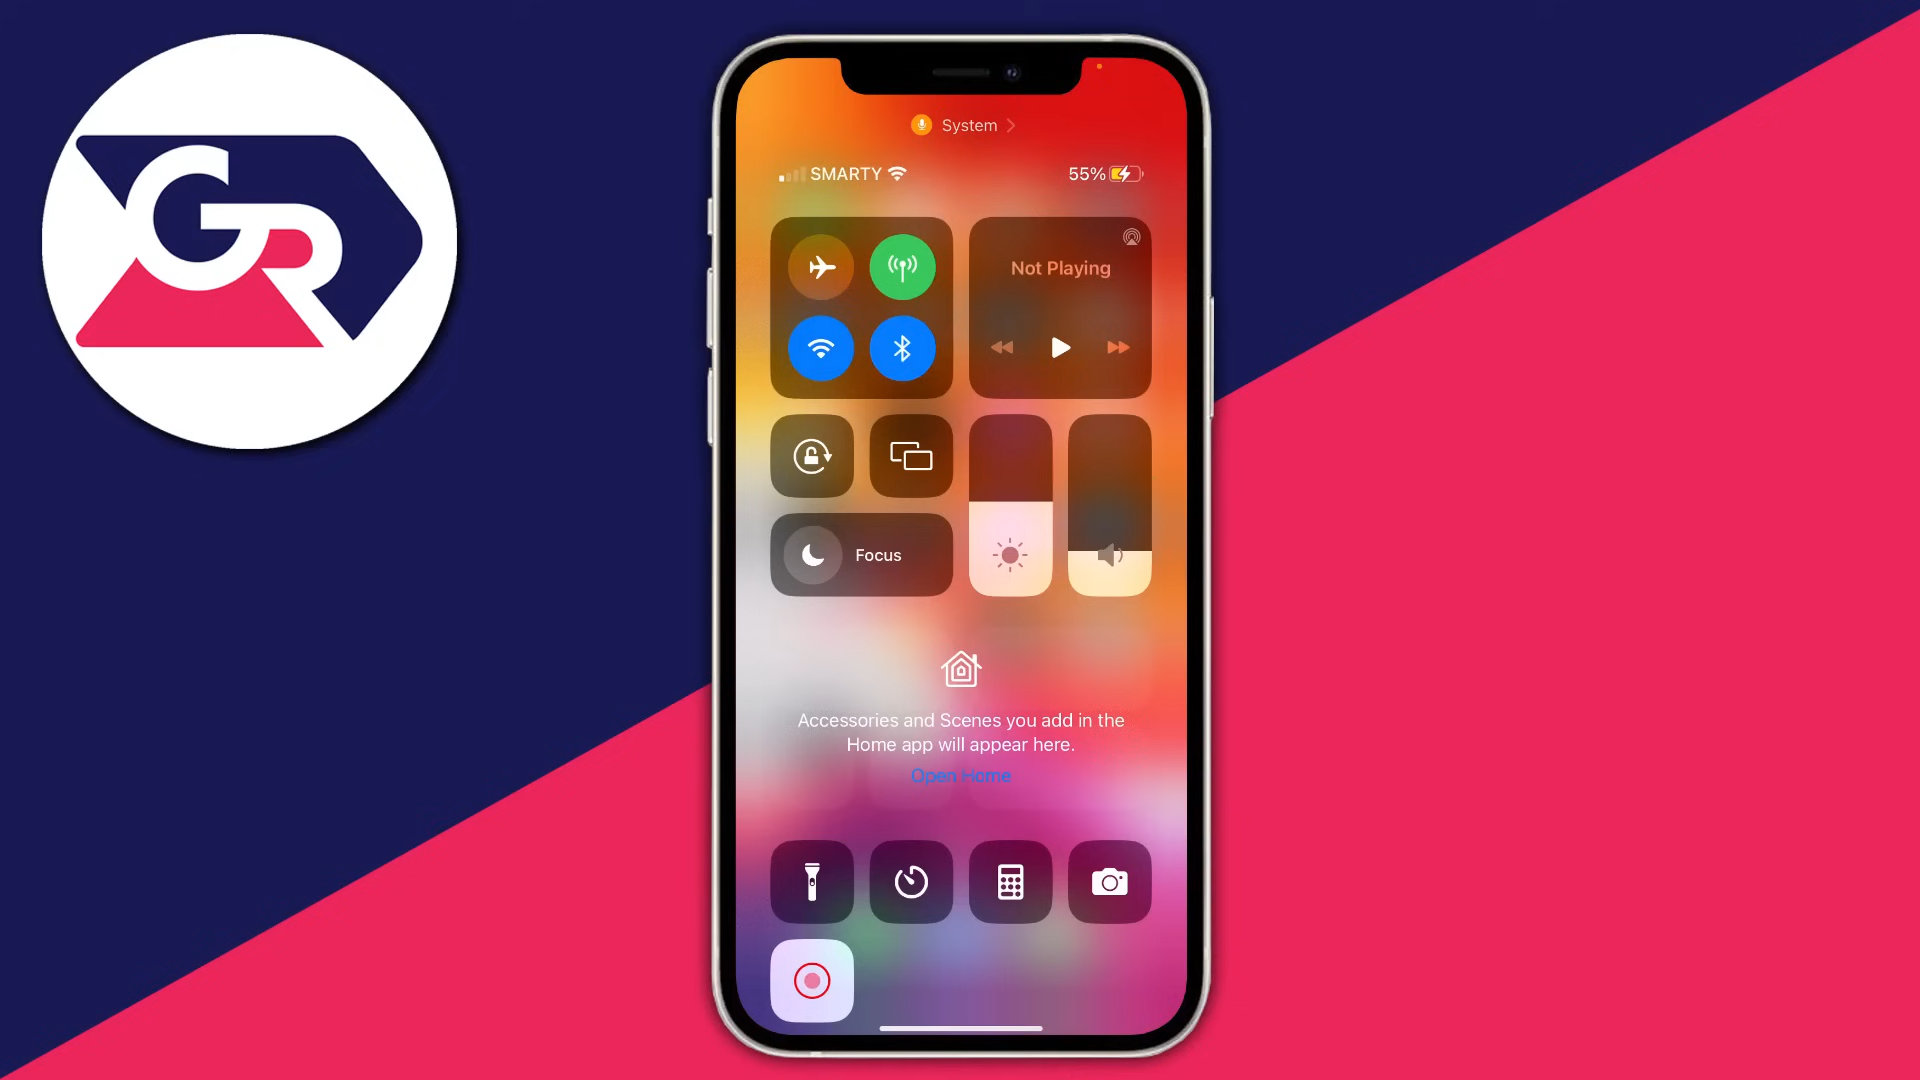 GR
System
SMARTY
55%
Not Playing
Focus
Accessories and Scenes you add in the
Home app will appear here.
Open Home